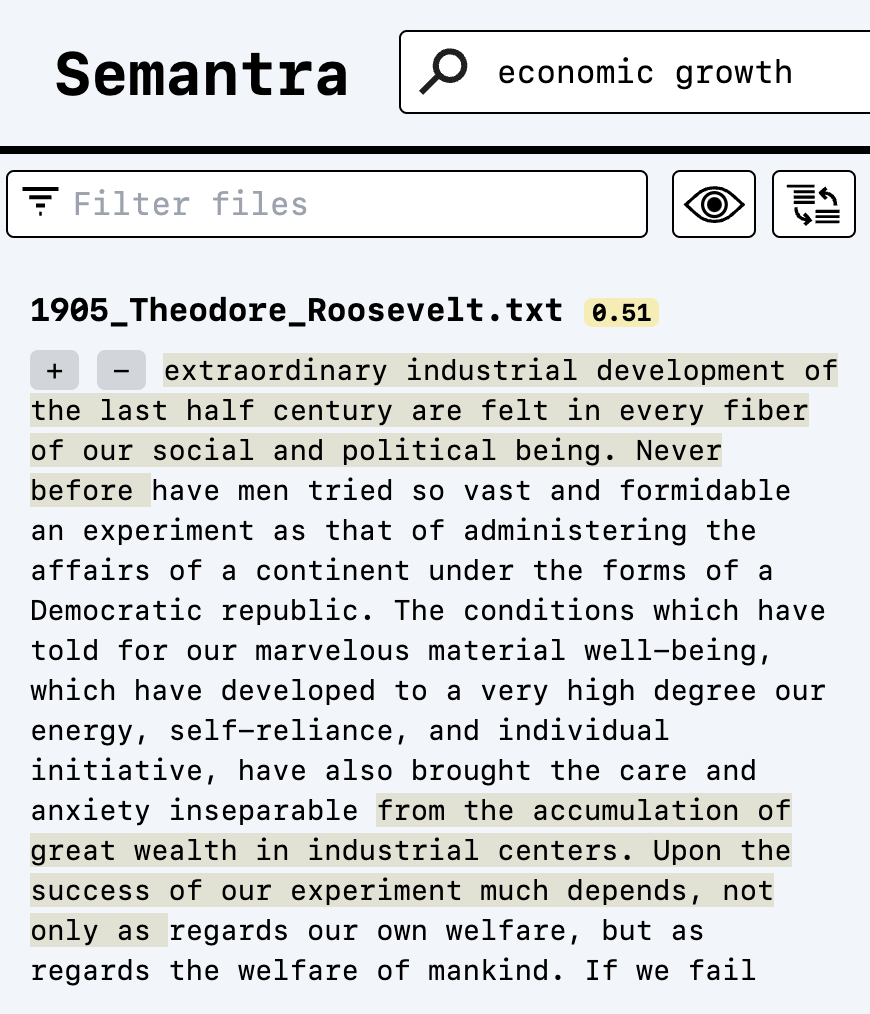 Semantra
economic growth
Filter files
1905_Theodore_Roosevelt.txt 0.51
+ − extraordinary industrial development of
the last half century are felt in every fiber
of our social and political being. Never
before have men tried so vast and formidable
an experiment as that of administering the
affairs of a continent under the forms of a
Democratic republic. The conditions which have
told for our marvelous material well-being,
which have developed to a very high degree our
energy, self-reliance, and individual
initiative, have also brought the care and
anxiety inseparable from the accumulation of
great wealth in industrial centers. Upon the
success of our experiment much depends, not
only as regards our own welfare, but as
regards the welfare of mankind. If we fail